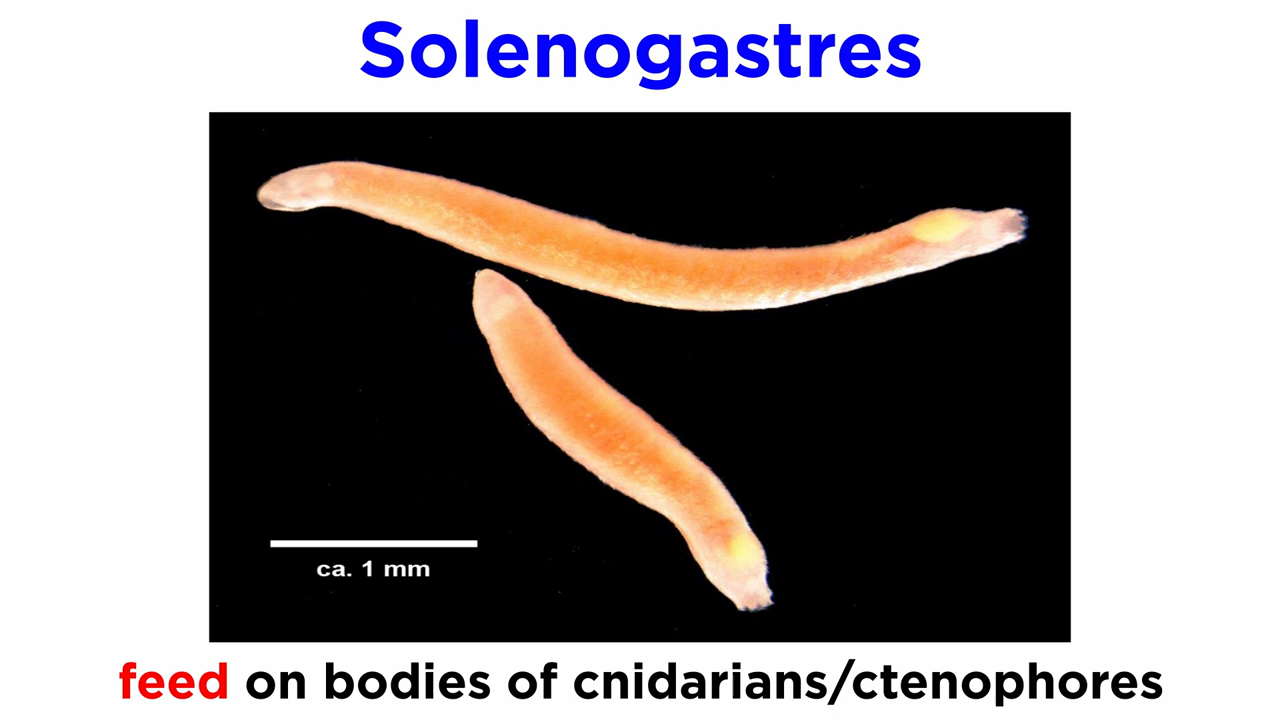 Solenogastres
ca. 1 mm
feed on bodies of cnidarians/ctenophores